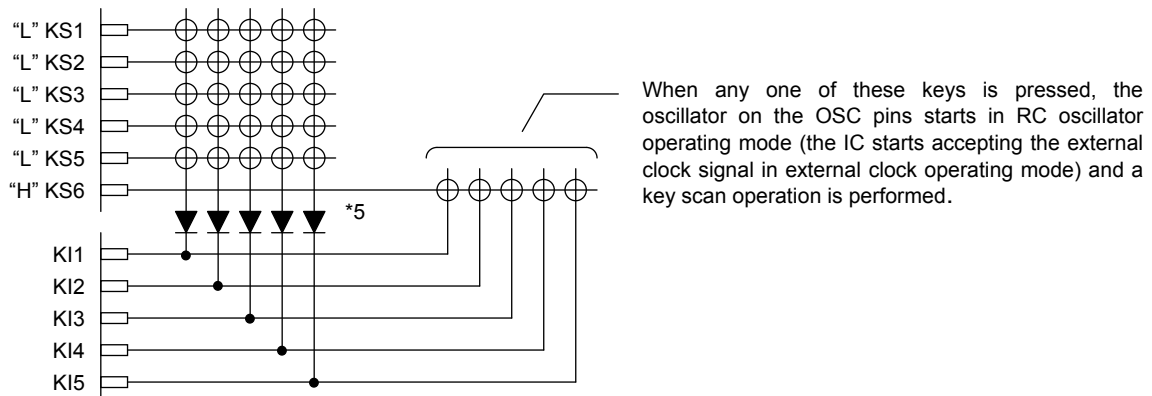 “L” KS1
“L” KS2
“L” KS3
“L” KS4
“L” KS5
“H” KS6
*5
KI1
KI2
KI3
KI4
KI5
When any one of these keys is pressed, the
oscillator on the OSC pins starts in RC oscillator
operating mode (the IC starts accepting the external
clock signal in external clock operating mode) and a
key scan operation is performed.